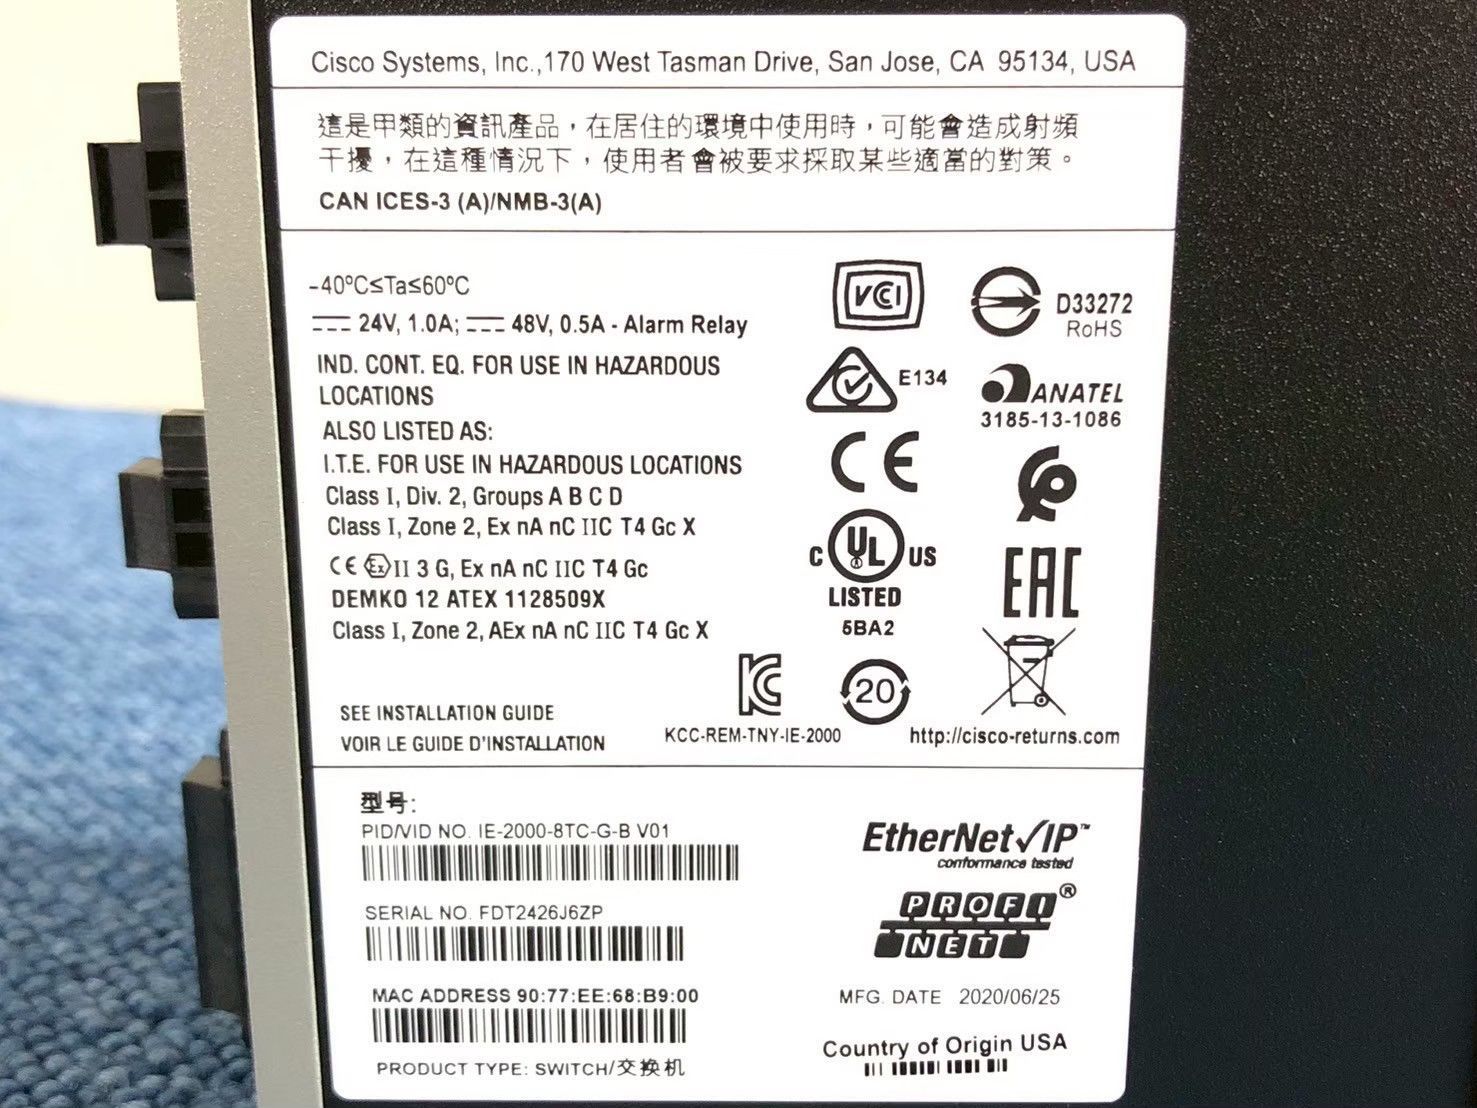 Cisco Systems, Inc.,170 West Tasman Drive, San Jose, CA 95134, USA
這是甲類的資訊產品，在居住的環境中使用時，可能會造成射頻
干擾，在這種情況下，使用者會被要求採取某些適當的對策。
CAN ICES-3 (A)/NMB-3(A)
-40ºC≤Ta≤60ºC
24V, 1.0A; 48V, 0.5A - Alarm Relay
IND. CONT. EQ. FOR USE IN HAZARDOUS
LOCATIONS
ALSO LISTED AS:
I.T.E. FOR USE IN HAZARDOUS LOCATIONS
Class I, Div. 2, Groups A B C D
Class I, Zone 2, Ex nA nC IIC T4 Gc X
CE Ex II 3 G, Ex nA nC IIC T4 Gc
DEMKO 12 ATEX 1128509X
Class I, Zone 2, AEx nA nC IIC T4 Gc X
SEE INSTALLATION GUIDE
VOIR LE GUIDE D'INSTALLATION
VCI
D33272
RoHS
E134
ANATEL
3185-13-1086
CE
C UL US
LISTED
5BA2
EAC
KC
20
KCC-REM-TNY-IE-2000
http://cisco-returns.com
型号:
PID/VID NO. IE-2000-8TC-G-B V01
SERIAL NO. FDT2426J6ZP
MAC ADDRESS 90:77:EE:68:B9:00
PRODUCT TYPE: SWITCH/交换机
EtherNet/IP™
conformance tested
PROFI®
NET
MFG. DATE 2020/06/25
Country of Origin USA